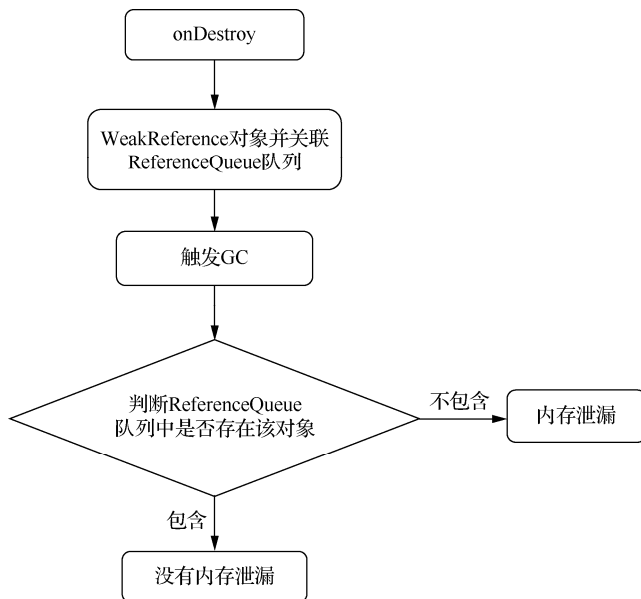 onDestroy
WeakReference对象并关联
ReferenceQueue队列
触发GC
判断ReferenceQueue
队列中是否存在该对象
不包含
内存泄漏
包含
没有内存泄漏